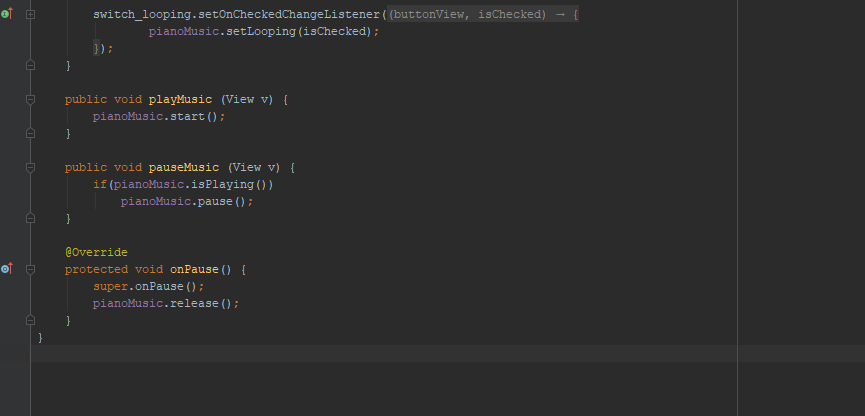 switch_looping.setOnCheckedChangeListener((buttonView, isChecked) → {
pianoMusic.setLooping(isChecked);
});
}
public void playMusic (View v) {
pianoMusic.start();
}
public void pauseMusic (View v) {
if(pianoMusic.isPlaying())
pianoMusic.pause();
}
@Override
protected void onPause() {
super.onPause();
pianoMusic.release();
}
}